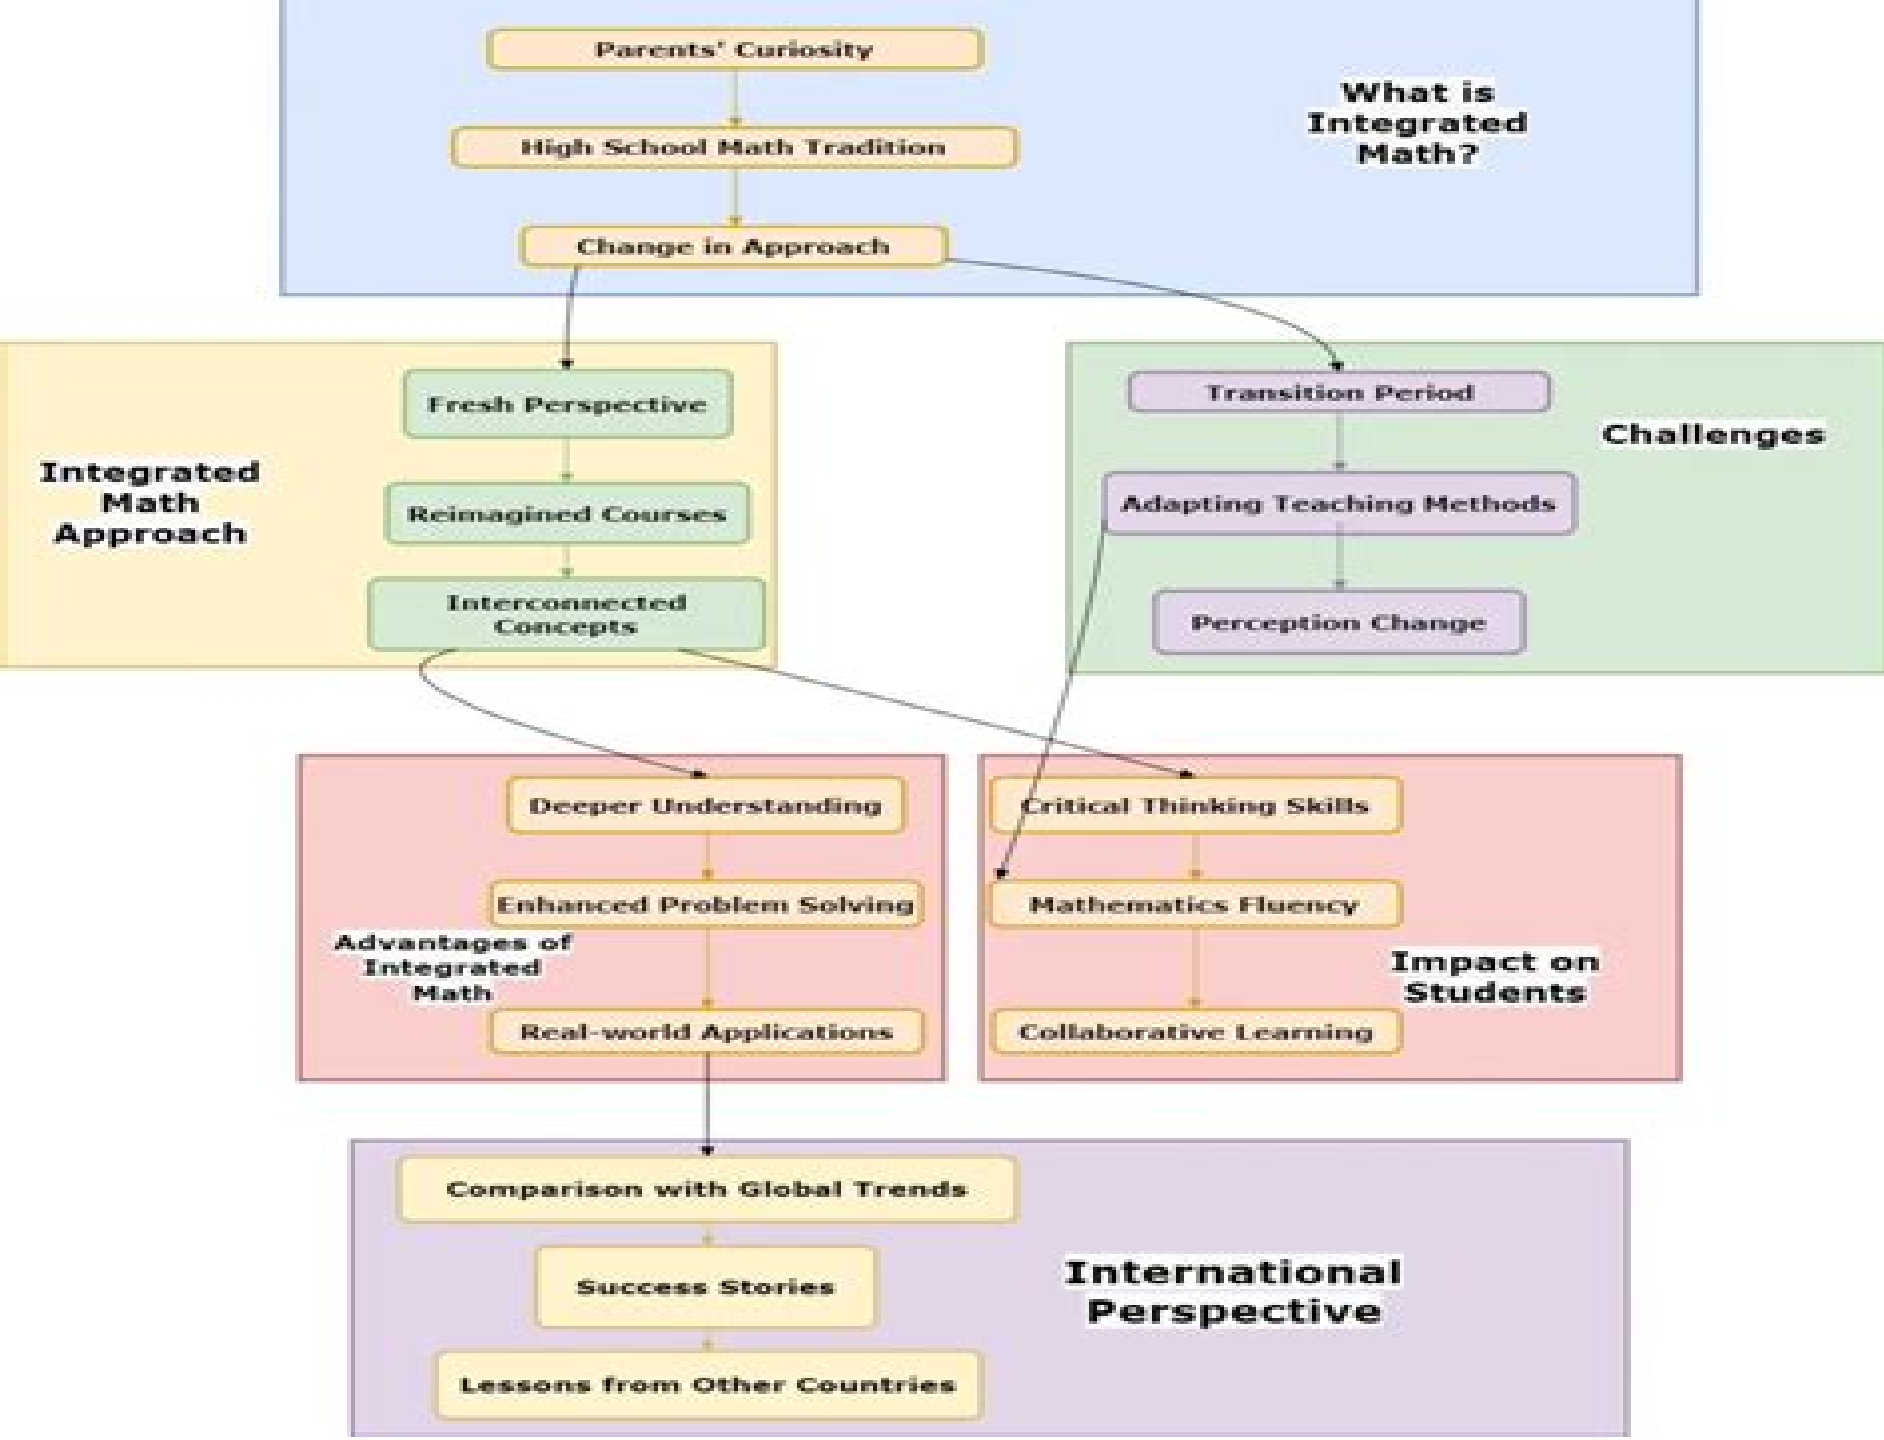 Parents' Curiosity
High School Math Tradition
Change in Approach
What is
Integrated
Math?
Integrated
Math
Approach
Fresh Perspective
Reimagined Courses
Interconnected
Concepts
Transition Period
Adapting Teaching Methods
Perception Change
Challenges
Deeper Understanding
Enhanced Problem Solving
Advantages of
Integrated
Math
Real-world Applications
Critical Thinking Skills
Mathematics Fluency
Collaborative Learning
Impact on
Students
Comparison with Global Trends
Success Stories
Lessons from Other Countries
International
Perspective